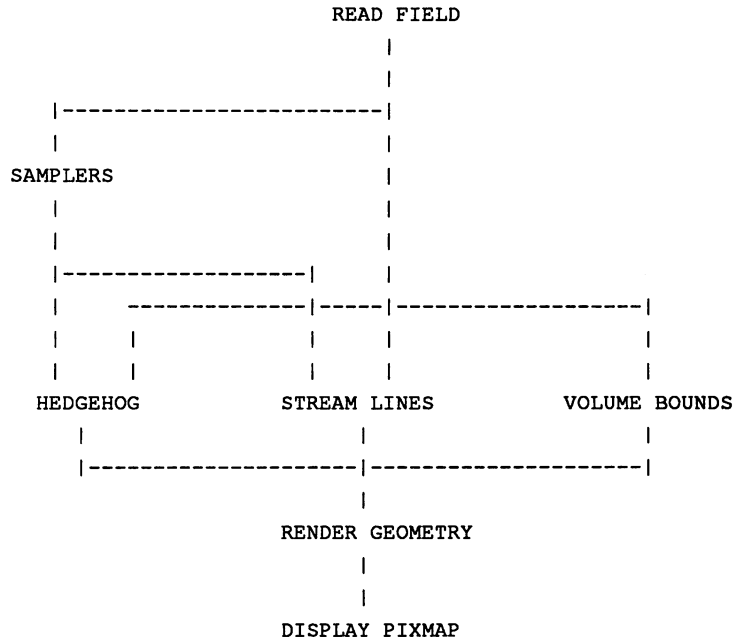 READ FIELD
SAMPLERS
HEDGEHOG STREAM LINES VOLUME BOUNDS
RENDER GEOMETRY
DISPLAY PIXMAP